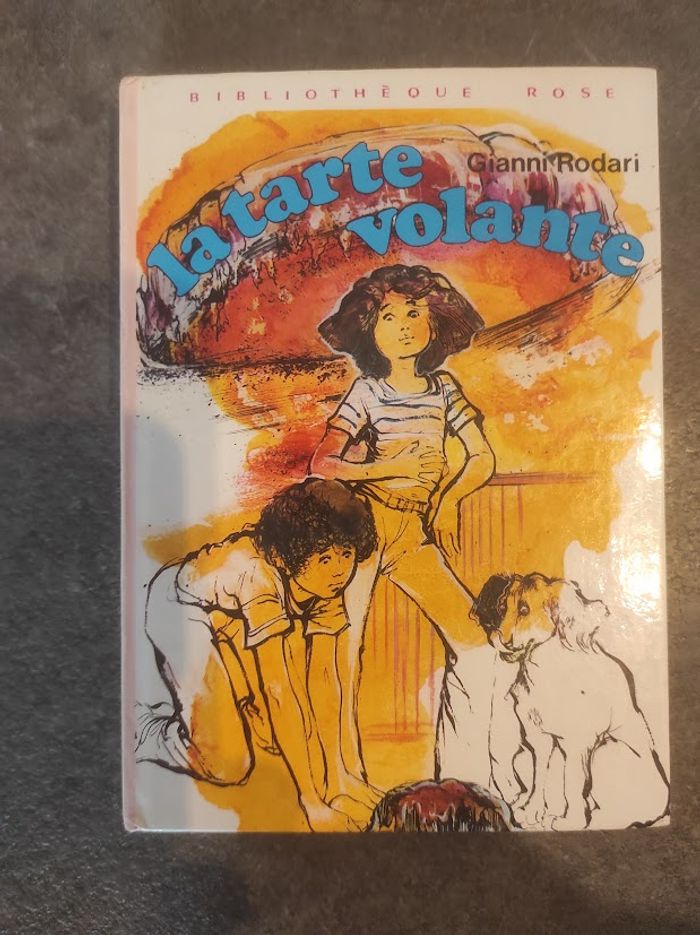 BIBLIOTHÈQUE ROSE
Gianni Rodari
la tarte
volante